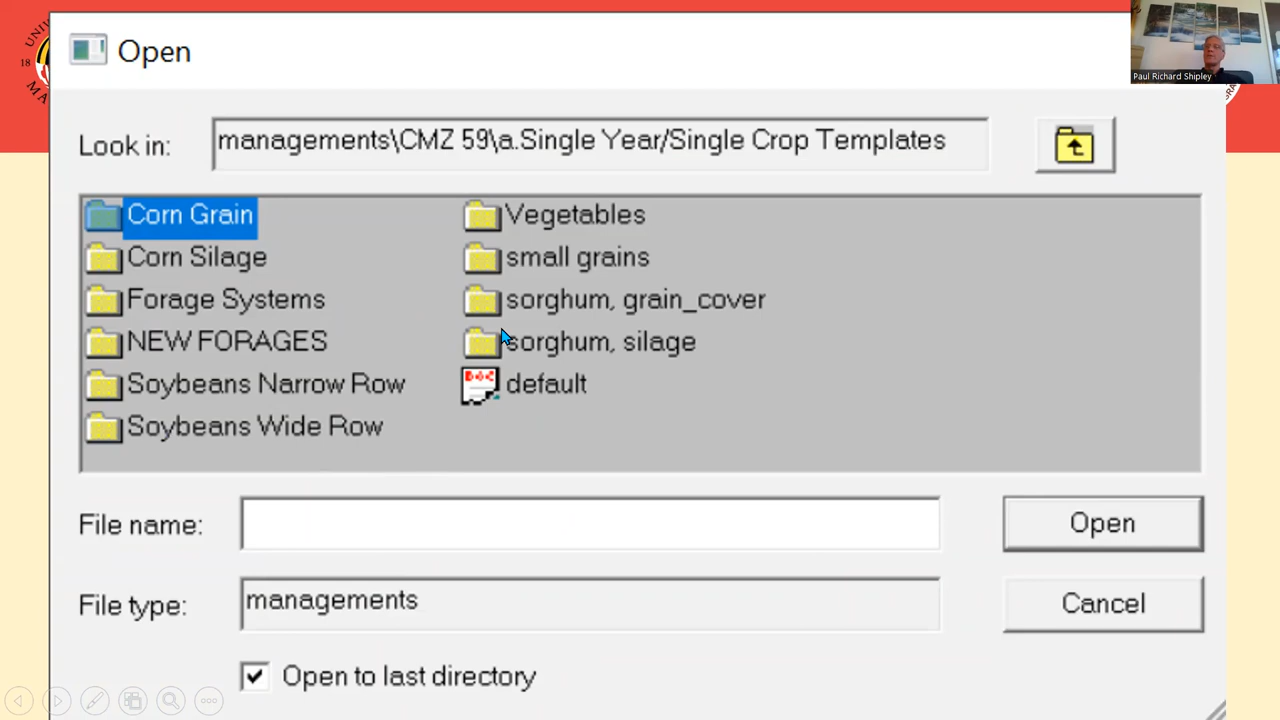 Open
Paul Richard Shipley
Look in:
managements\CMZ 59\a.Single Year/Single Crop Templates
Corn Grain
Corn Silage
Forage Systems
NEW FORAGES
Soybeans Narrow Row
Soybeans Wide Row
Vegetables
small grains
sorghum, grain_cover
sorghum, silage
default
File name:
Open
File type:
managements
Cancel
Open to last directory
18